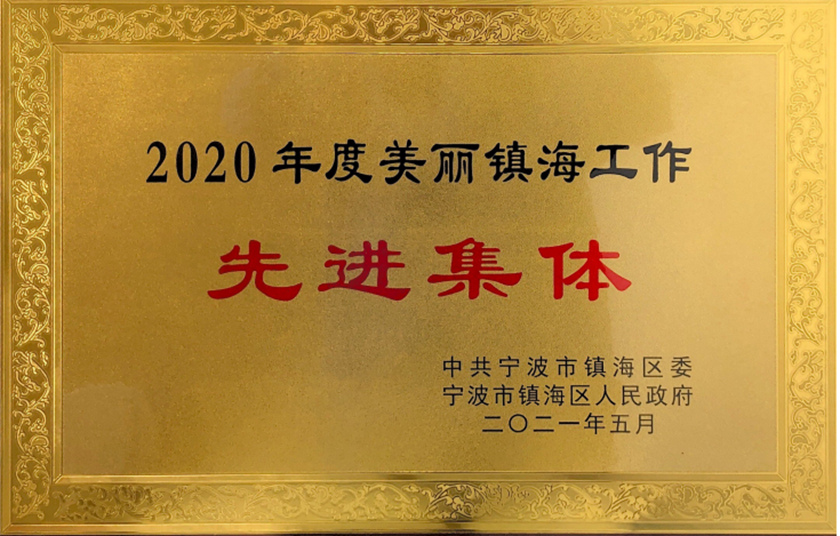 2020年度美丽镇海工作
先进集体
中共宁波市镇海区委
宁波市镇海区人民政府
二〇二一年五月